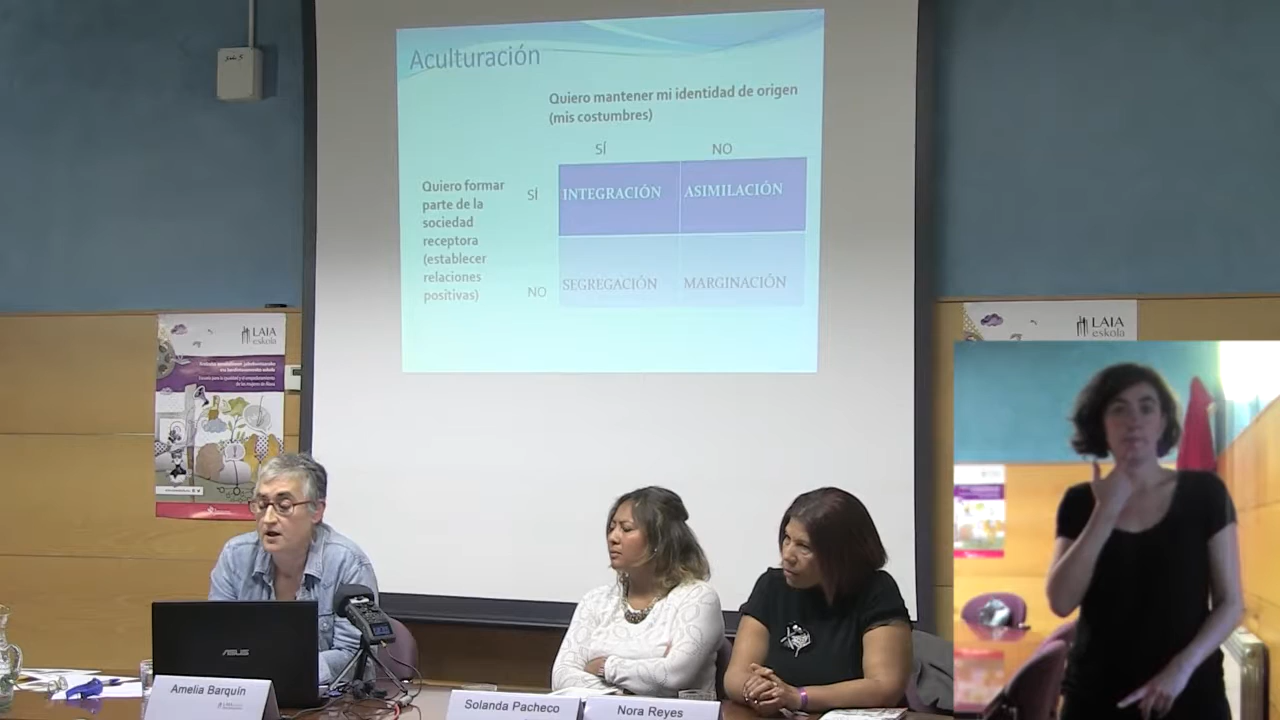 Aculturación
Quiero mantener mi identidad de origen
(mis costumbres)
SÍ NO
Quiero formar
parte de la
sociedad
receptora
(establecer
relaciones
positivas)
SÍ
NO
INTEGRACIÓN ASIMILACIÓN
SEGREGACIÓN MARGINACIÓN
LAIA
eskola
LAIA
eskola
ASUS
Amelia Barquín
Solanda Pacheco
Nora Reyes